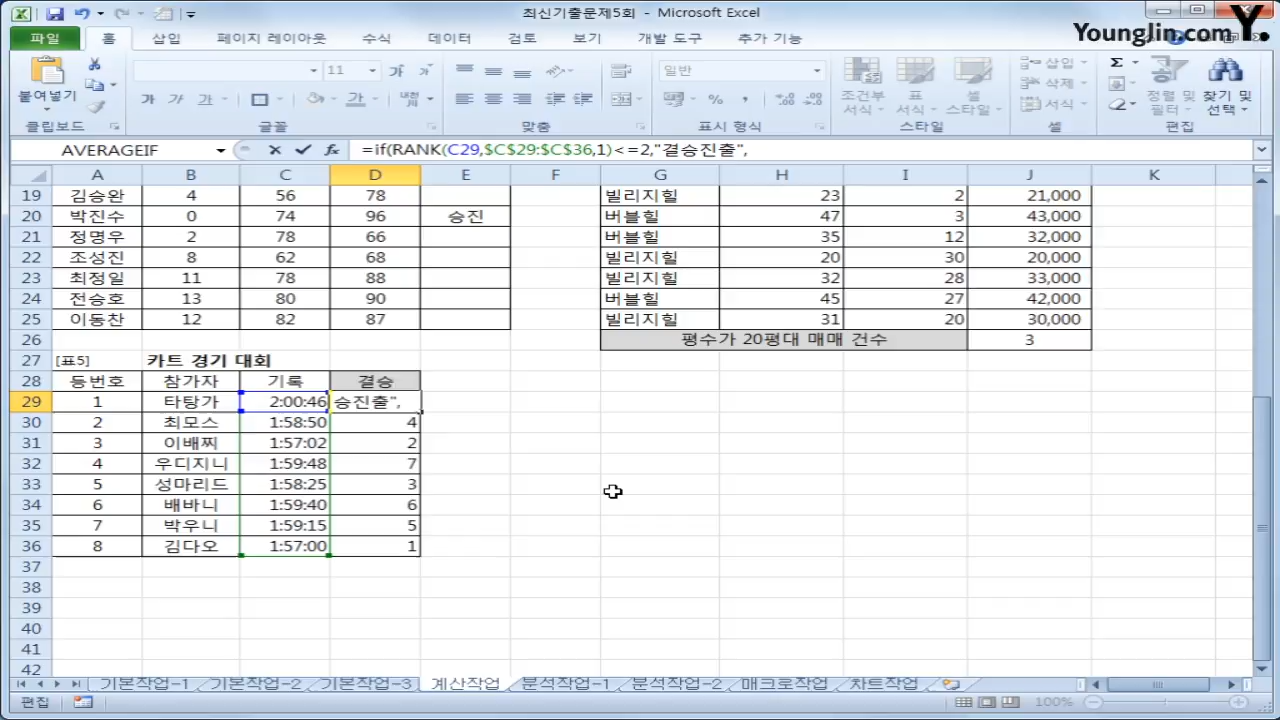 최신기출문제5회 - Microsoft Excel
Younglin.com Y.
파일 홈 삽입 페이지 레이아웃 수식 데이터 검토 보기 개발 도구 추가 기능
붙여넣기 11 가 가 일반 조건부 서식 표 서식 셀 스타일 삽입 삭제 서식 정렬 및 필터 찾기 및 선택
클립보드 글꼴 맞춤 표시 형식 스타일 셀 편집
AVERAGEIF =if(RANK(C29,$C$29:$C$36,1)<=2,"결승진출",
A B C D E F G H I J K
19 김승완 4 56 78 빌리지힐 23 2 21,000
20 박진수 0 74 96 승진 버블힐 47 3 43,000
21 정명우 2 78 66 버블힐 35 12 32,000
22 조성진 8 62 68 빌리지힐 20 30 20,000
23 최정일 11 78 88 빌리지힐 32 28 33,000
24 전승호 13 80 90 버블힐 45 27 42,000
25 이동찬 12 82 87 빌리지힐 31 20 30,000
26 평수가 20평대 매매 건수 3
27 [표5] 카트 경기 대회
28 등번호 참가자 기록 결승
29 1 타탕가 2:00:46 승진출",
30 2 최모스 1:58:50 4
31 3 이배찌 1:57:02 2
32 4 우디지니 1:59:48 7
33 5 성마리드 1:58:25 3
34 6 배바니 1:59:40 6
35 7 박우니 1:59:15 5
36 8 김다오 1:57:00 1
37
38
39
40
41
42
기본작업-1 기본작업-2 기본작업-3 계산작업 분석작업-1 분석작업-2 매크로작업 차트작업
편집 100%